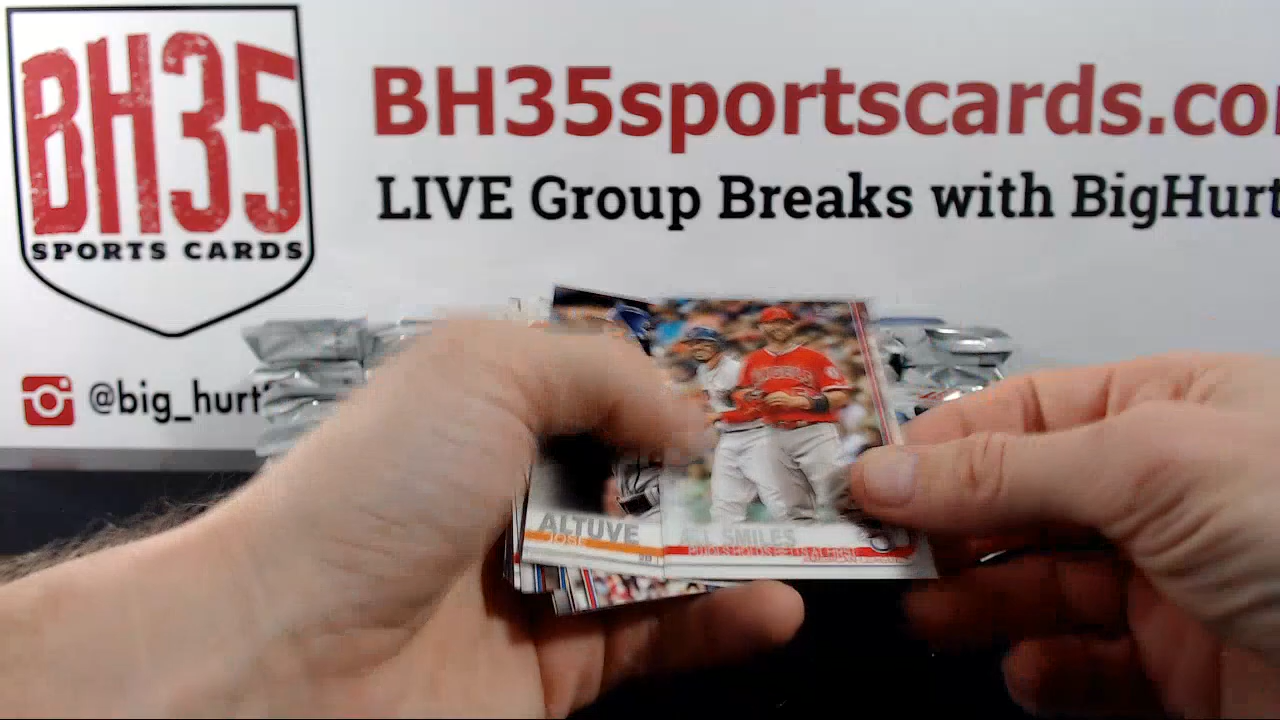 BH35
SPORTS CARDS
BH35sportscards.co
LIVE Group Breaks with BigHurt
@big_hurt
ALTUVE
JOSE
ALL SMILES